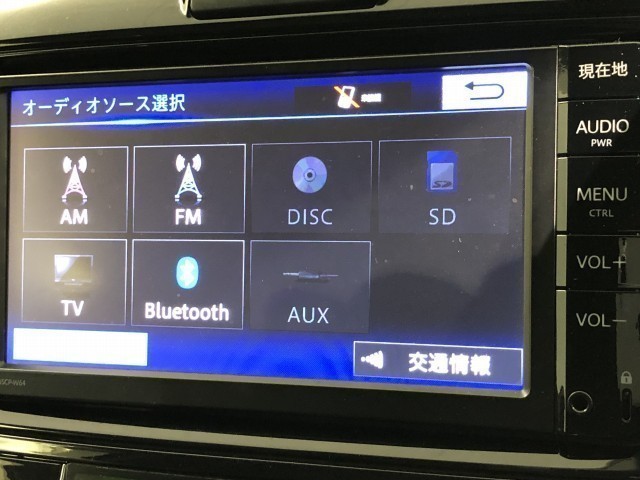 オーディオソース選択
現在地
AUDIO
PWR
AM
FM
DISC
SD
MENU
CTRL
TV
Bluetooth
AUX
VOL+
VOL−
交通情報